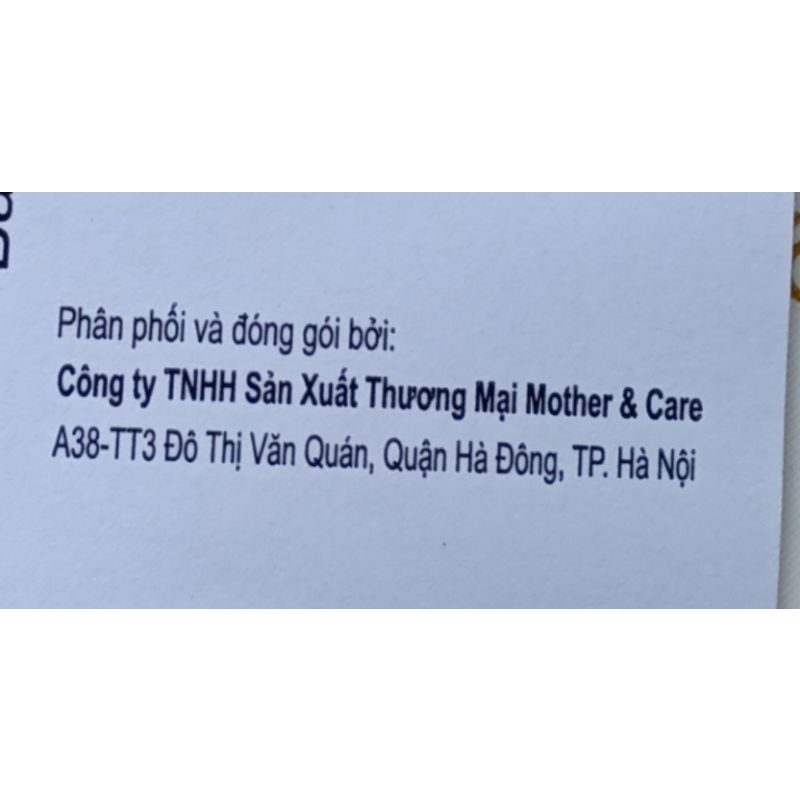 Phân phối và đóng gói bởi:
Công ty TNHH Sản Xuất Thương Mại Mother & Care
A38-TT3 Đô Thị Văn Quán, Quận Hà Đông, TP. Hà Nội